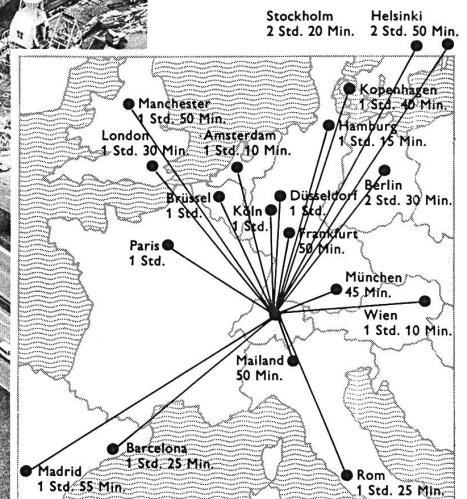 Stockholm
2 Std. 20 Min.
Helsinki
2 Std. 50 Min.
Kopenhagen
1 Std. 40 Min.
Manchester
1 Std. 50 Min.
Hamburg
1 Std. 15 Min.
London
1 Std. 30 Min.
Amsterdam
1 Std. 10 Min.
Berlin
2 Std. 30 Min.
Brüssel
1 Std.
Köln
1 Std.
Düsseldorf
1 Std.
Frankfurt
50 Min.
Paris
1 Std.
München
45 Min.
Wien
1 Std. 10 Min.
Mailand
50 Min.
Barcelona
1 Std. 25 Min.
Madrid
1 Std. 55 Min.
Rom
1 Std. 25 Min.